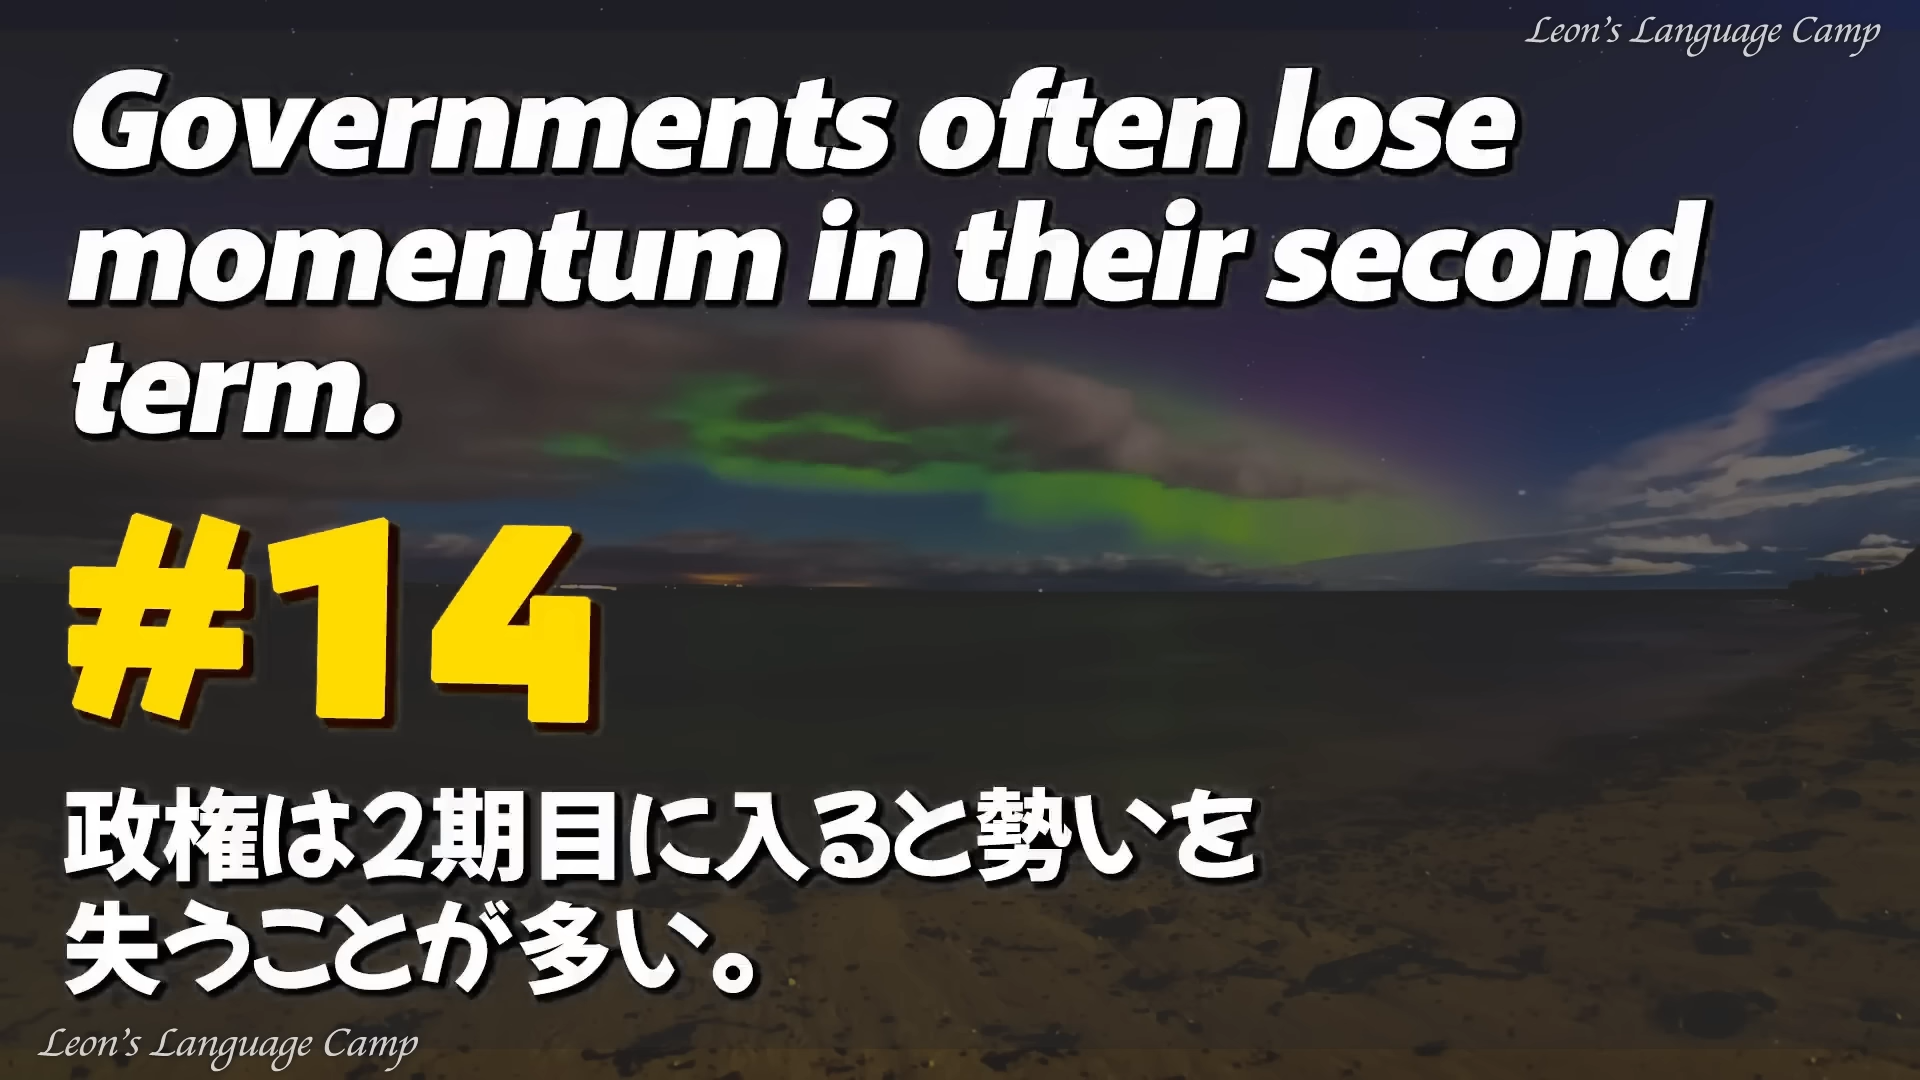 Leon's Language Camp
Governments often lose
momentum in their second
term.
#14
政権は2期目に入ると勢いを
失うことが多い。
Leon's Language Camp